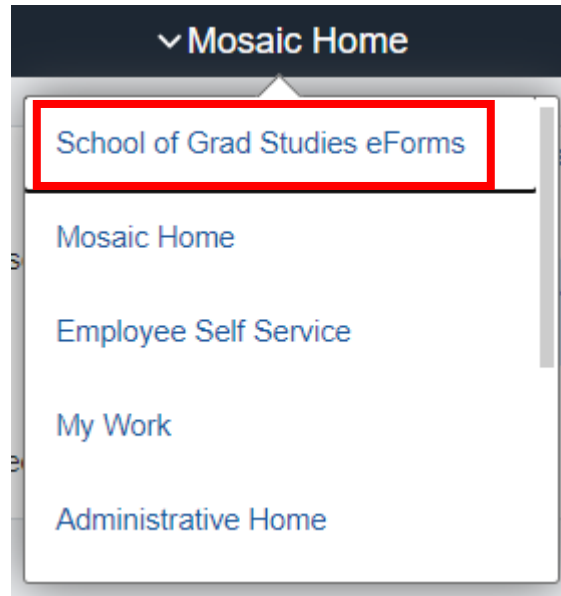 Mosaic Home
School of Grad Studies eForms
Mosaic Home
Employee Self Service
My Work
Administrative Home